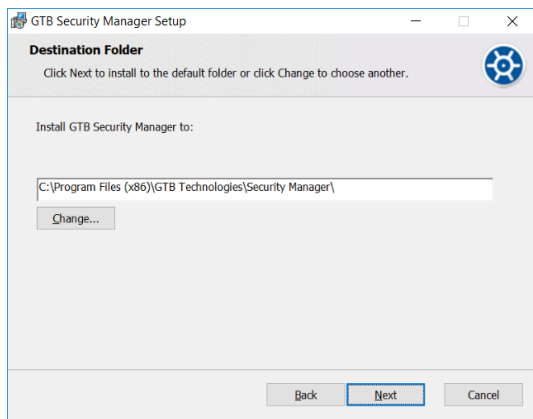 GTB Security Manager Setup
Destination Folder
Click Next to install to the default folder or click Change to choose another.
Install GTB Security Manager to:
C:\Program Files (x86)\GTB Technologies\Security Manager\
Change...
Back Next Cancel